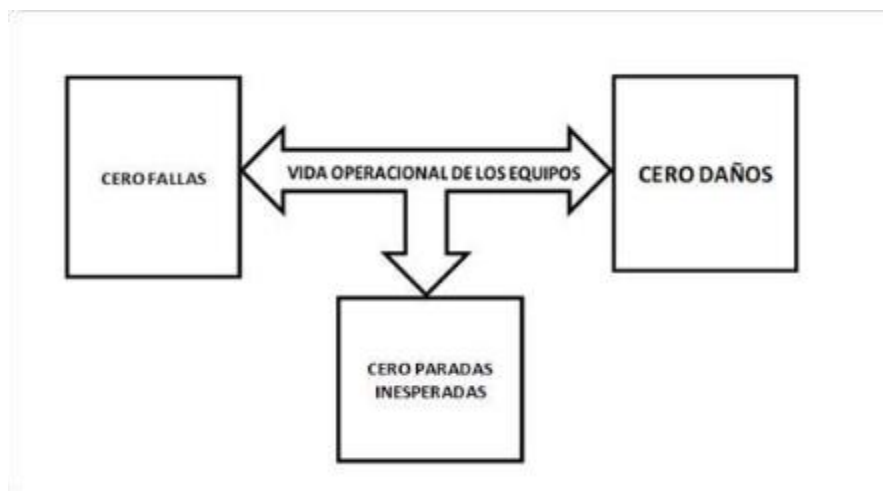 CERO FALLAS
VIDA OPERACIONAL DE LOS EQUIPOS
CERO DAÑOS
CERO PARADAS
INESPERADAS